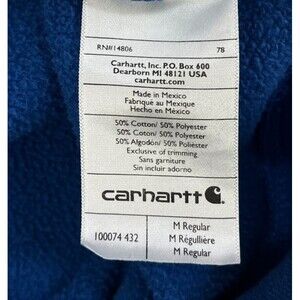 RN#14806 78
Carhartt, Inc. P.O. Box 600
Dearborn MI 48121 USA
carhartt.com
Made in Mexico
Fabriqué au Mexique
Hecho en México
50% Cotton/ 50% Polyester
50% Coton/ 50% Polyester
50% Algodón/ 50% Poliéster
Exclusive of trimming
Sans garniture
Sin incluir adorno
carhartt
100074 432
M Regular
M Régullière
M Regular